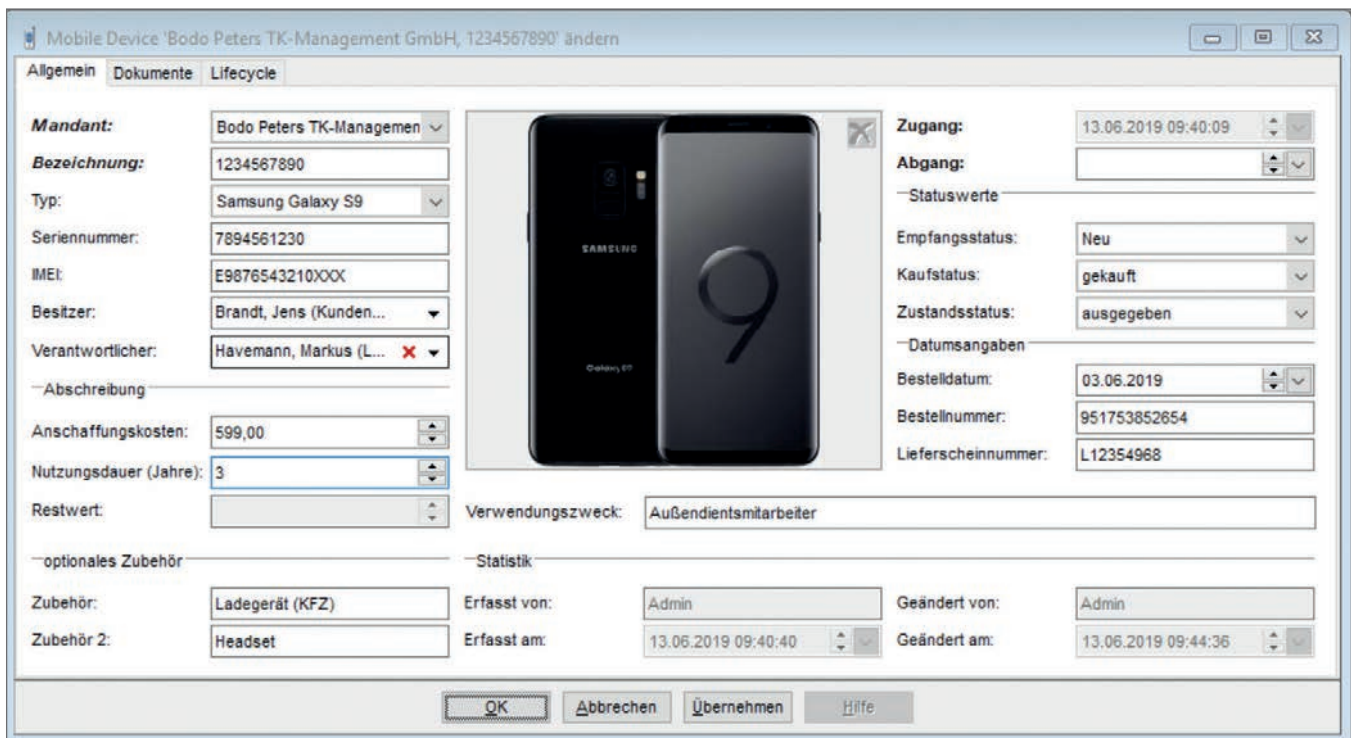 Mobile Device 'Bodo Peters TK-Management GmbH, 1234567890' ändern
Allgemein Dokumente Lifecycle
Mandant: Bodo Peters TK-Managemen
Bezeichnung: 1234567890
Typ: Samsung Galaxy S9
Seriennummer: 7894561230
IMEI: E9876543210XXX
Besitzer: Brandt, Jens (Kunden...
Verantwortlicher: Havemann, Markus (L...
Abschreibung
Anschaffungskosten: 599,00
Nutzungsdauer (Jahre): 3
Restwert:
SAMSUNG
Galaxy S9
9
Zugang: 13.06.2019 09:40:09
Abgang:
Statuswerte
Empfangsstatus: Neu
Kaufstatus: gekauft
Zustandsstatus: ausgegeben
Datumsangaben
Bestelldatum: 03.06.2019
Bestellnummer: 951753852654
Lieferscheinnummer: L12354968
Verwendungszweck: Außendientsmitarbeiter
optionales Zubehör
Zubehör: Ladegerät (KFZ)
Zubehör 2: Headset
Statistik
Erfasst von: Admin
Geändert von: Admin
Erfasst am: 13.06.2019 09:40:40
Geändert am: 13.06.2019 09:44:36
OK Abbrechen Übernehmen Hilfe